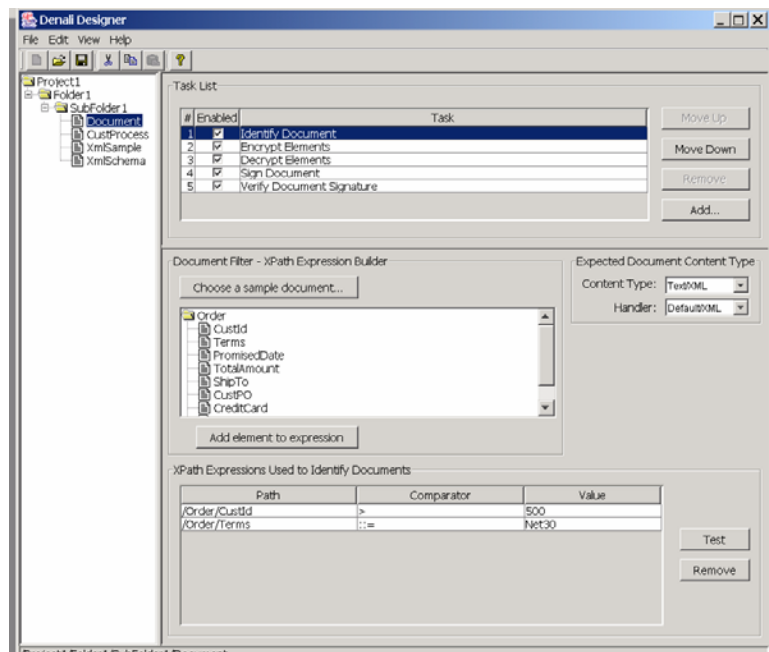 Denali Designer
File Edit View Help
Project1
Folder1
SubFolder1
Document
CustProcess
XmlSample
XmlSchema
Task List
# Enabled Task
1 Identify Document
2 Encrypt Elements
3 Decrypt Elements
4 Sign Document
5 Verify Document Signature
Move Up
Move Down
Remove
Add...
Document Filter - XPath Expression Builder
Choose a sample document...
Order
CustId
Terms
PromisedDate
TotalAmount
ShipTo
CustPO
CreditCard
Add element to expression
Expected Document Content Type
Content Type: Text/XML
Handler: DefaultXML
XPath Expressions Used to Identify Documents
Path Comparator Value
/Order/CustId > 500
/Order/Terms ::= Net30
Test
Remove